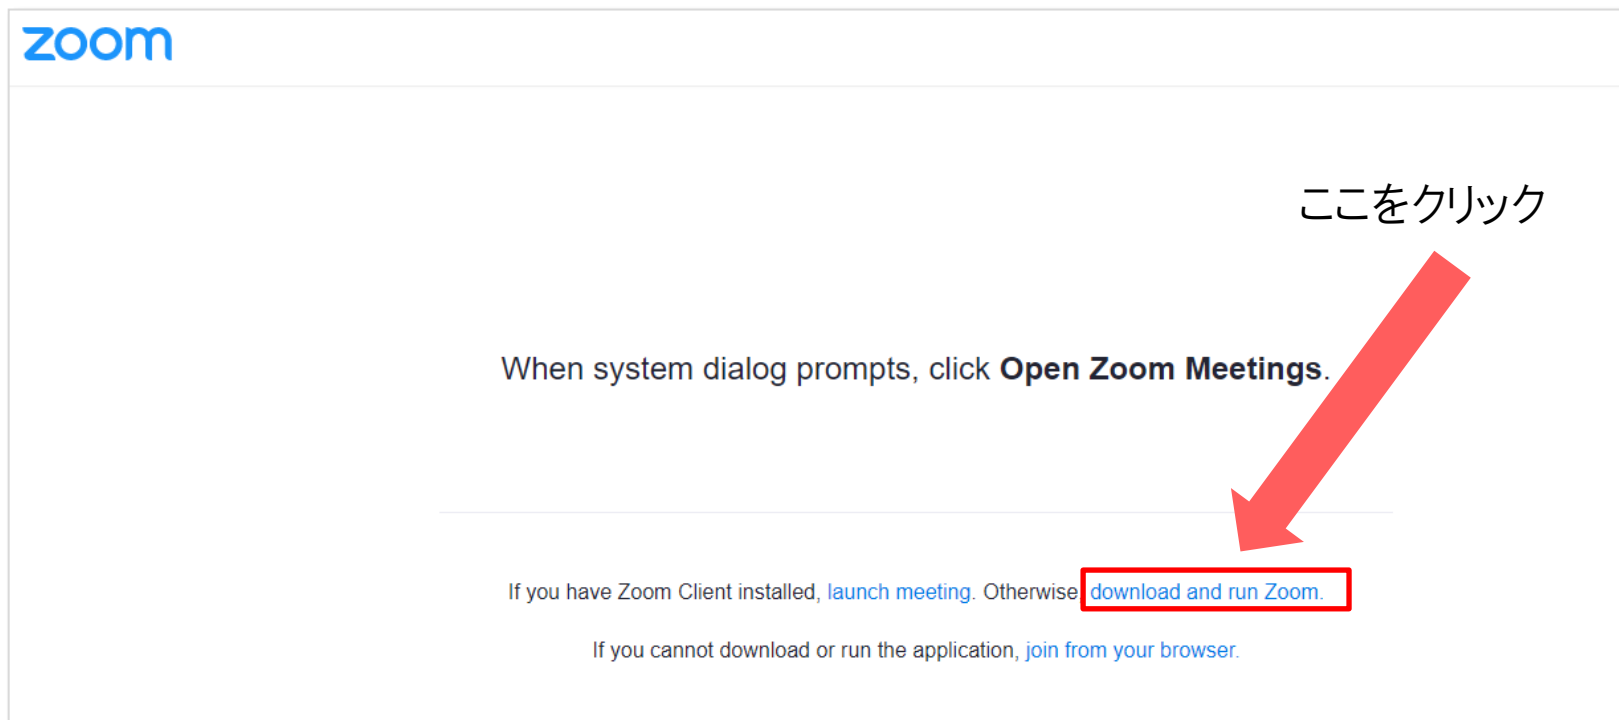 zoom
ここをクリック
When system dialog prompts, click Open Zoom Meetings.
If you have Zoom Client installed, launch meeting. Otherwise, download and run Zoom.
If you cannot download or run the application, join from your browser.